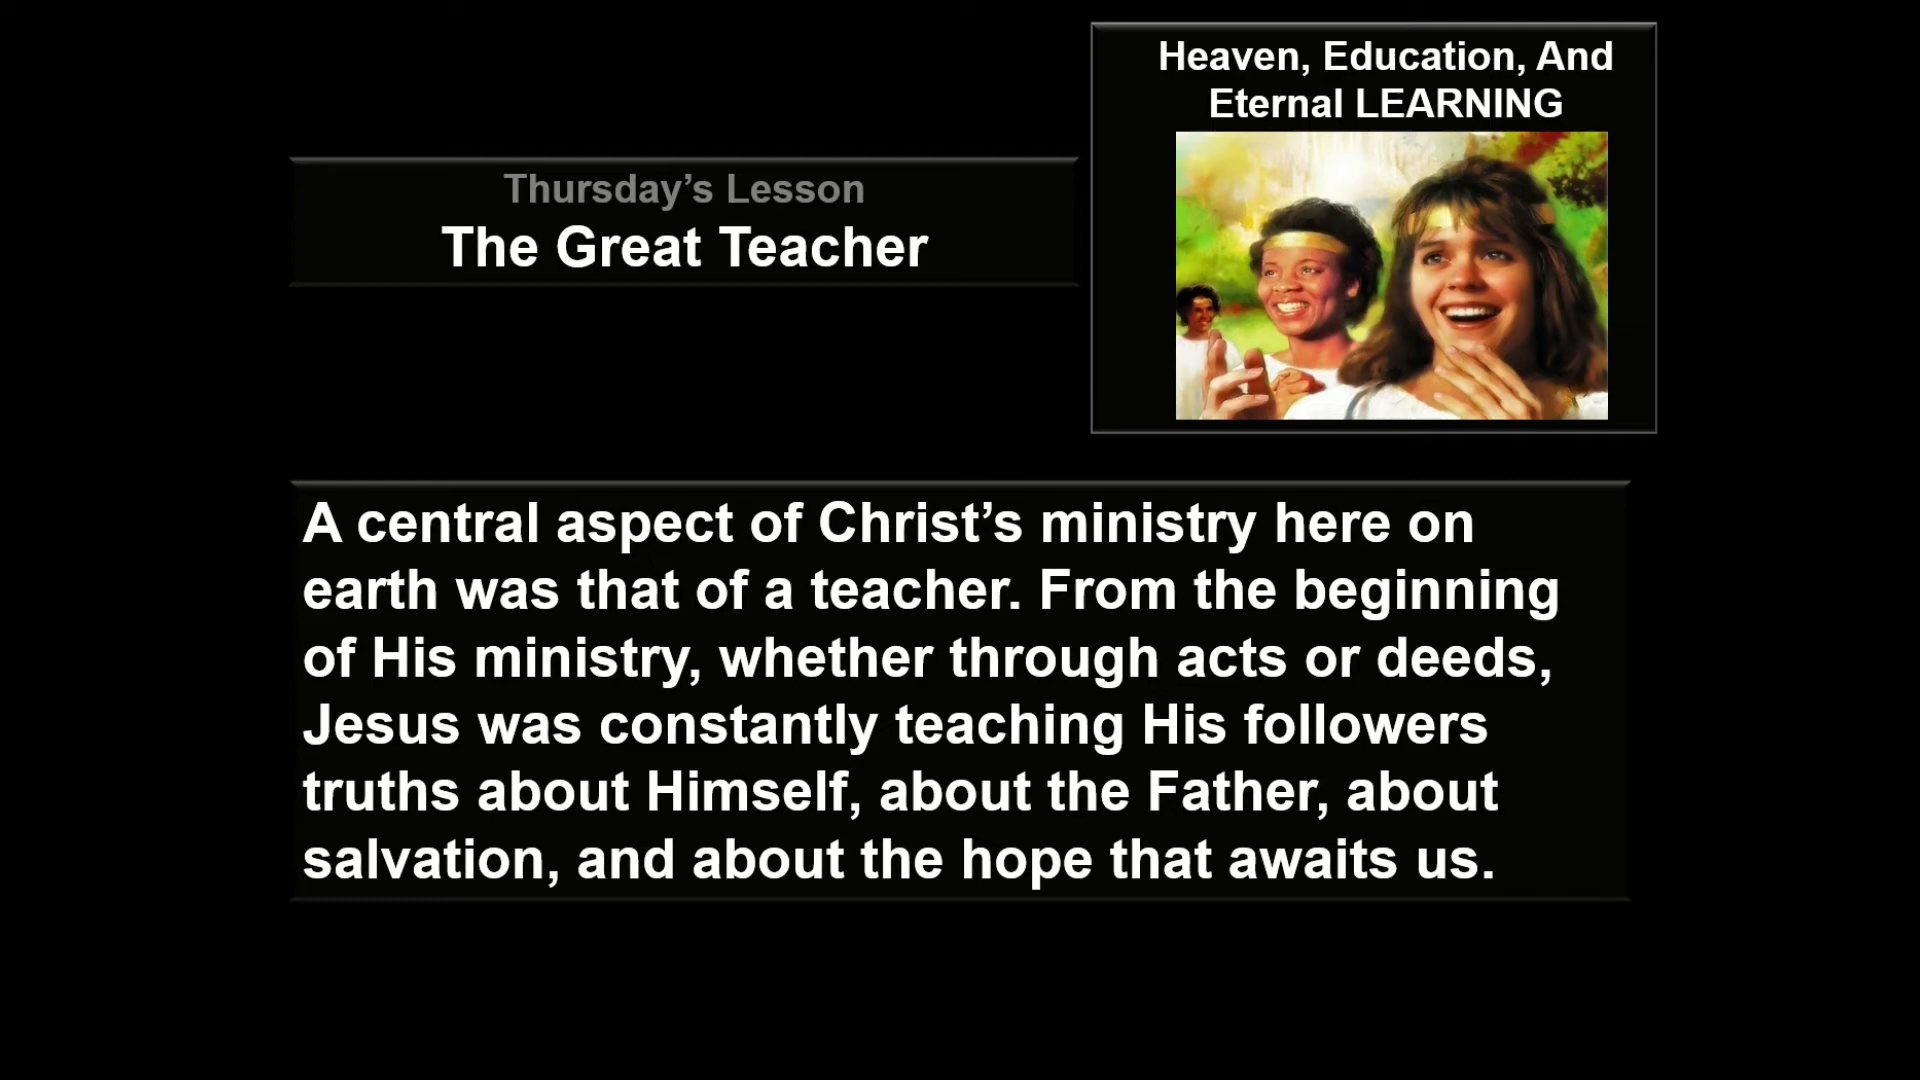 Heaven, Education, And
Eternal LEARNING
Thursday’s Lesson
The Great Teacher
A central aspect of Christ’s ministry here on
earth was that of a teacher. From the beginning
of His ministry, whether through acts or deeds,
Jesus was constantly teaching His followers
truths about Himself, about the Father, about
salvation, and about the hope that awaits us.